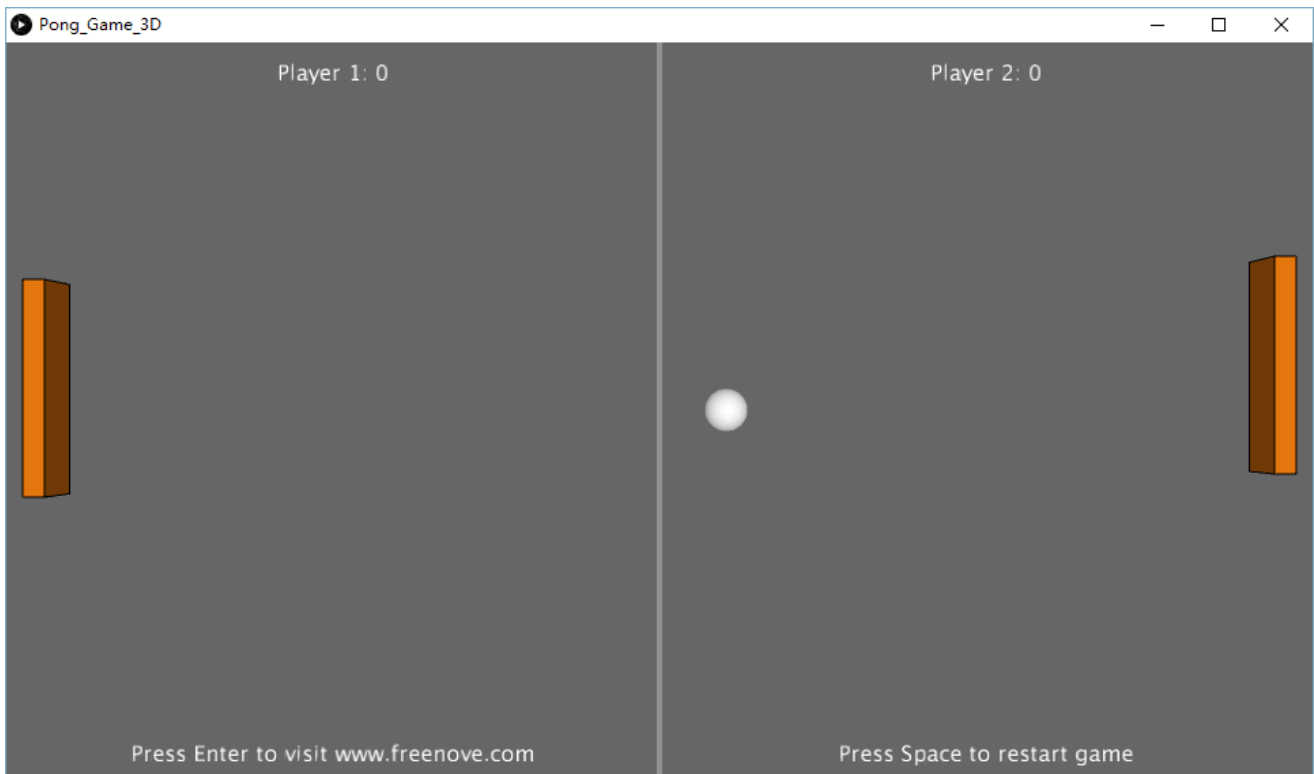 Pong_Game_3D
Player 1: 0
Player 2: 0
Press Enter to visit www.freenove.com
Press Space to restart game